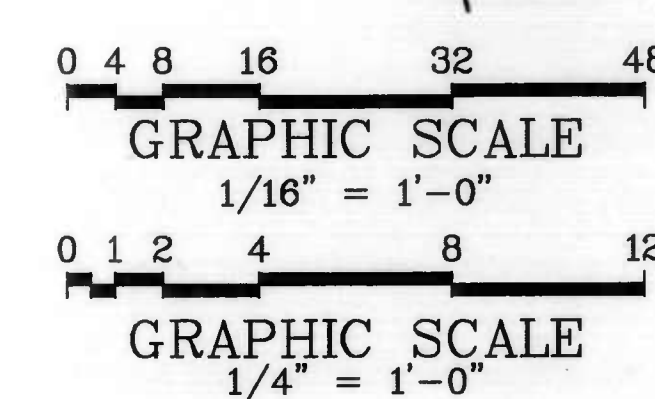 0 4 8 16 32 48
GRAPHIC SCALE
1/16" = 1'-0"
0 1 2 4 8 12
GRAPHIC SCALE
1/4" = 1'-0"